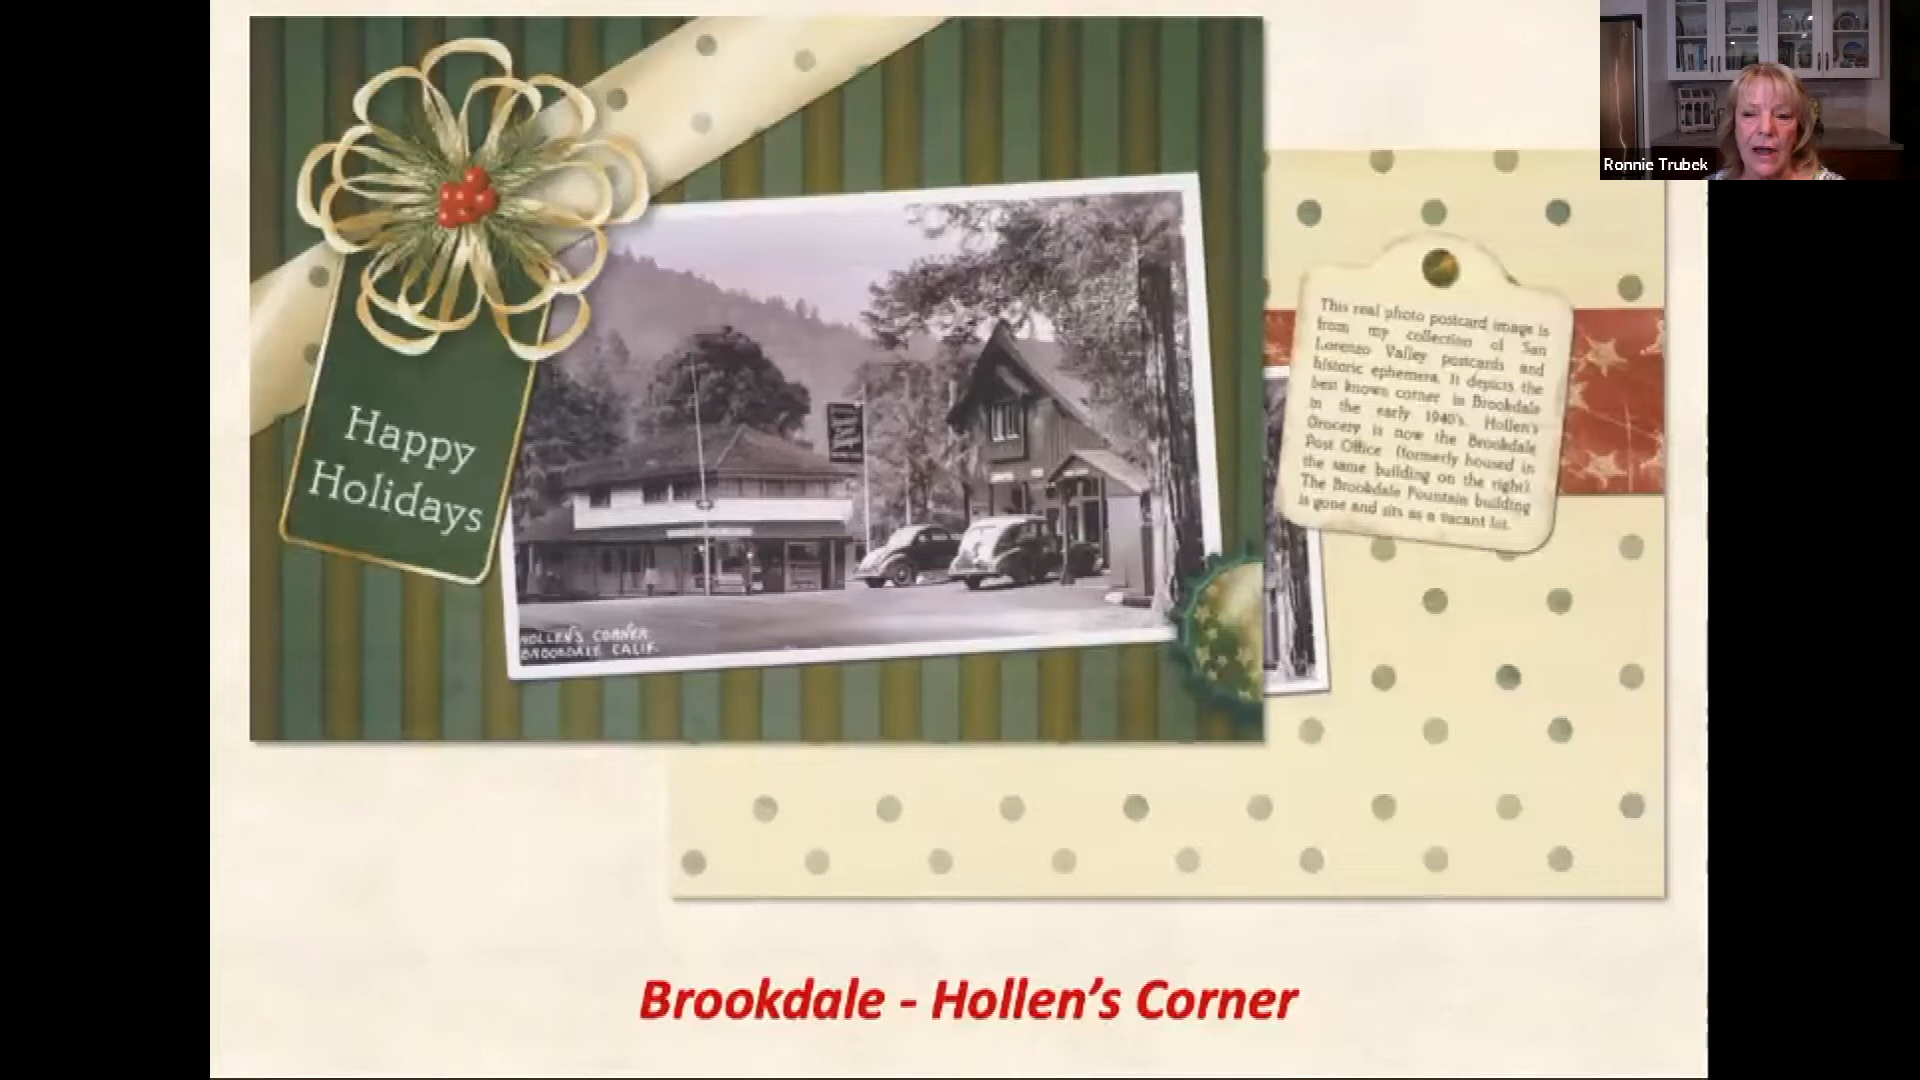 Ronnie Trubek
Happy
Holidays
HOLLEN'S CORNER
BROOKDALE CALIF.
This real photo postcard image is
from my collection of San
Lorenzo Valley postcards and
historic ephemera. It depicts the
best known corner in Brookdale
in the early 1940's. Hollen's
Grocery is now the Brookdale
Post Office (formerly housed in
the same building on the right).
The Brookdale Fountain building
is gone and sits as a vacant lot.
Brookdale - Hollen's Corner